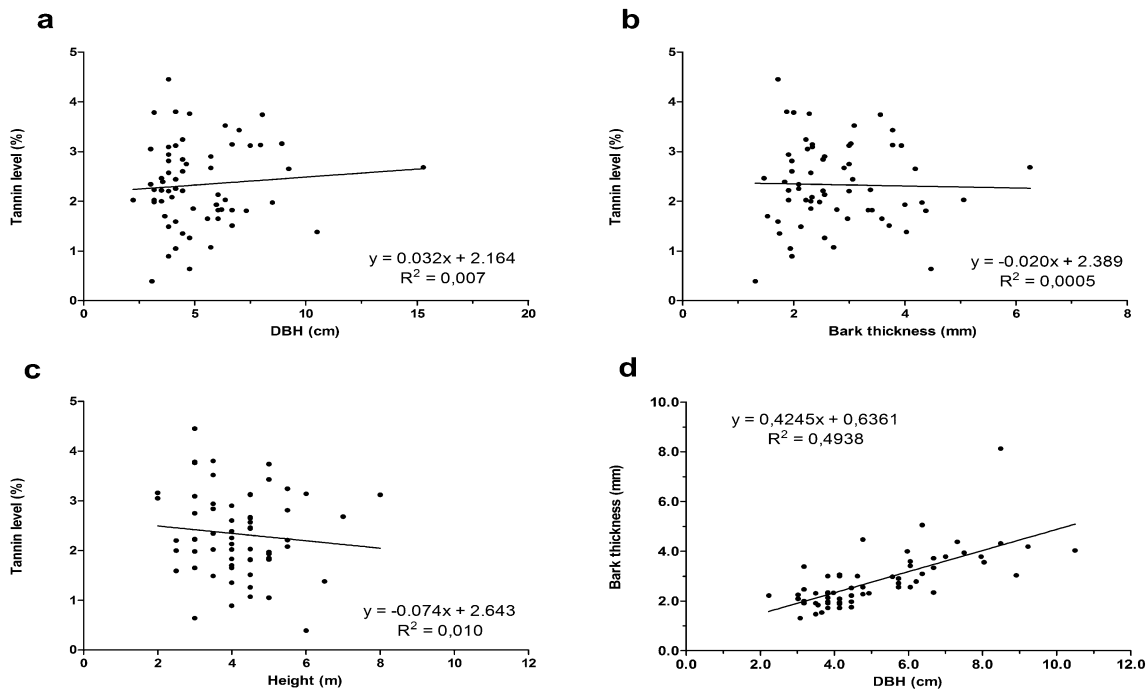 a
Tannin level (%)
5
4
3
2
1
0
0 5 10 15 20
DBH (cm)
y = 0.032x + 2.164
R² = 0,007
b
Tannin level (%)
5
4
3
2
1
0
0 2 4 6 8
Bark thickness (mm)
y = -0.020x + 2.389
R² = 0,0005
c
Tannin level (%)
5
4
3
2
1
0
0 2 4 6 8 10 12
Height (m)
y = -0.074x + 2.643
R² = 0,010
d
Bark thickness (mm)
10.0
8.0
6.0
4.0
2.0
0.0
0.0 2.0 4.0 6.0 8.0 10.0 12.0
DBH (cm)
y = 0,4245x + 0,6361
R² = 0,4938